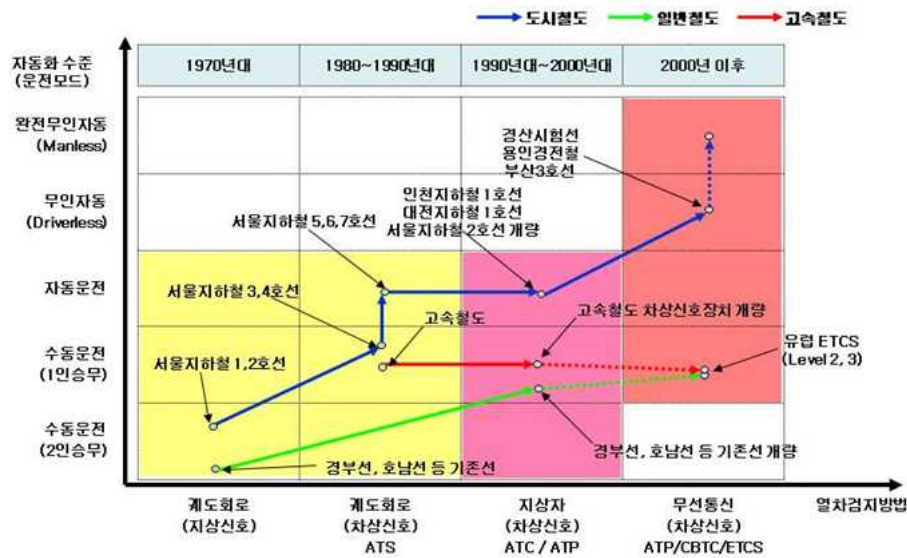 도시철도
일반철도
고속철도
자동화 수준
(운전모드)
1970년대
1980~1990년대
1990년대~2000년대
2000년 이후
완전무인자동
(Manless)
경산시험선
용인경전철
부산3호선
무인자동
(Driverless)
서울지하철 5,6,7호선
인천지하철 1호선
대전지하철 1호선
서울지하철 2호선 개량
자동운전
서울지하철 3,4호선
고속철도
고속철도 차상신호장치 개량
수동운전
(1인승무)
서울지하철 1,2호선
유럽 ETCS
(Level 2, 3)
수동운전
(2인승무)
경부선, 호남선 등 기존선
경부선, 호남선 등 기존선 개량
궤도회로
(지상신호)
궤도회로
(차상신호)
ATS
지상자
(차상신호)
ATC / ATP
무선통신
(차상신호)
ATP/CBTC/ETCS
열차검지방법